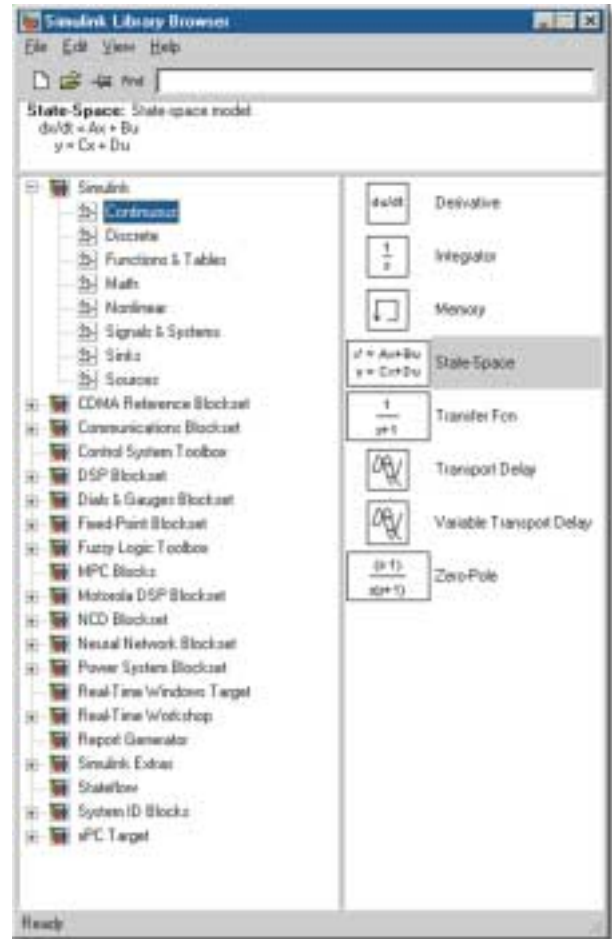 Simulink Library Browser
File Edit View Help
Find
State-Space: State-space model
dx/dt = Ax + Bu
y = Cx + Du
Simulink
Continuous
Discrete
Functions & Tables
Math
Nonlinear
Signals & Systems
Sinks
Sources
CDMA Reference Blockset
Communications Blockset
Control System Toolbox
DSP Blockset
Dials & Gauges Blockset
Fixed-Point Blockset
Fuzzy Logic Toolbox
MPC Blocks
Motorola DSP Blockset
NCD Blockset
Neural Network Blockset
Power System Blockset
Real-Time Windows Target
Real-Time Workshop
Report Generator
Simulink Extras
Stateflow
System ID Blocks
xPC Target
du/dt Derivative
1
s
Integrator
Memory
x' = Ax+Bu
y = Cx+Du
State-Space
1
s+1
Transfer Fcn
Transport Delay
Variable Transport Delay
(s-1)
s(s+1)
Zero-Pole
Ready